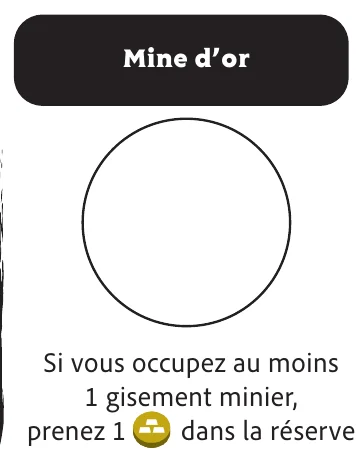 Mine d’or
Si vous occupez au moins
1 gisement minier,
prenez 1 dans la réserve